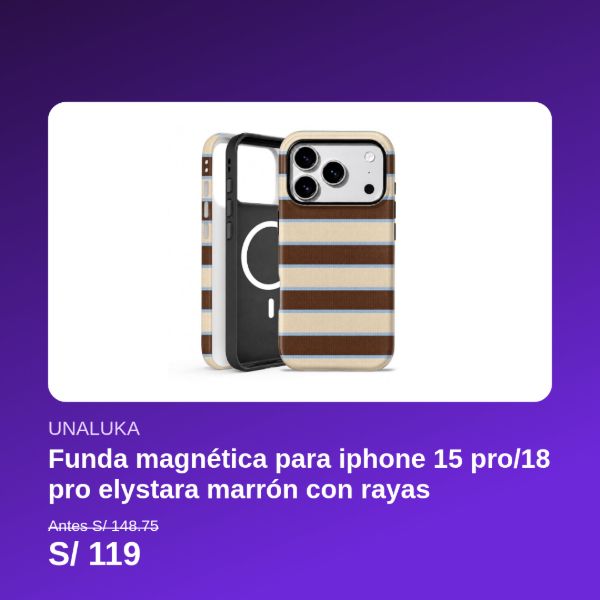 UNALUKA
Funda magnética para iphone 15 pro/18
pro elystara marrón con rayas
Antes S/ 148.75
S/ 119